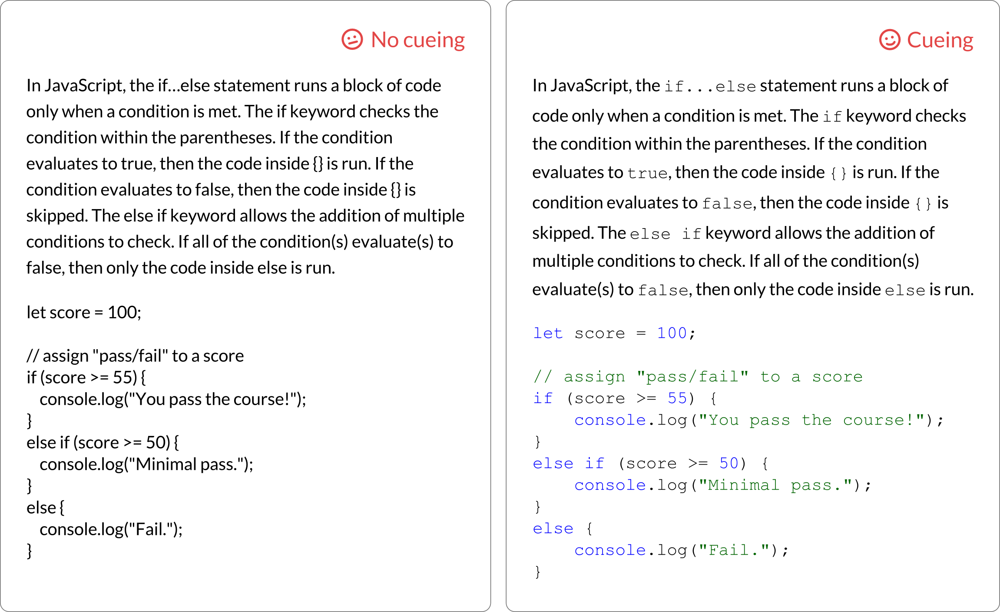 No cueing
In JavaScript, the if...else statement runs a block of code
only when a condition is met. The if keyword checks the
condition within the parentheses. If the condition
evaluates to true, then the code inside {} is run. If the
condition evaluates to false, then the code inside {} is
skipped. The else if keyword allows the addition of multiple
conditions to check. If all of the condition(s) evaluate(s) to
false, then only the code inside else is run.
let score = 100;
// assign "pass/fail" to a score
if (score >= 55) {
    console.log("You pass the course!");
}
else if (score >= 50) {
    console.log("Minimal pass.");
}
else {
    console.log("Fail.");
}
Cueing
In JavaScript, the if...else statement runs a block of
code only when a condition is met. The if keyword checks
the condition within the parentheses. If the condition
evaluates to true, then the code inside {} is run. If the
condition evaluates to false, then the code inside {} is
skipped. The else if keyword allows the addition of
multiple conditions to check. If all of the condition(s)
evaluate(s) to false, then only the code inside else is run.
let score = 100;
// assign "pass/fail" to a score
if (score >= 55) {
    console.log("You pass the course!");
}
else if (score >= 50) {
    console.log("Minimal pass.");
}
else {
    console.log("Fail.");
}